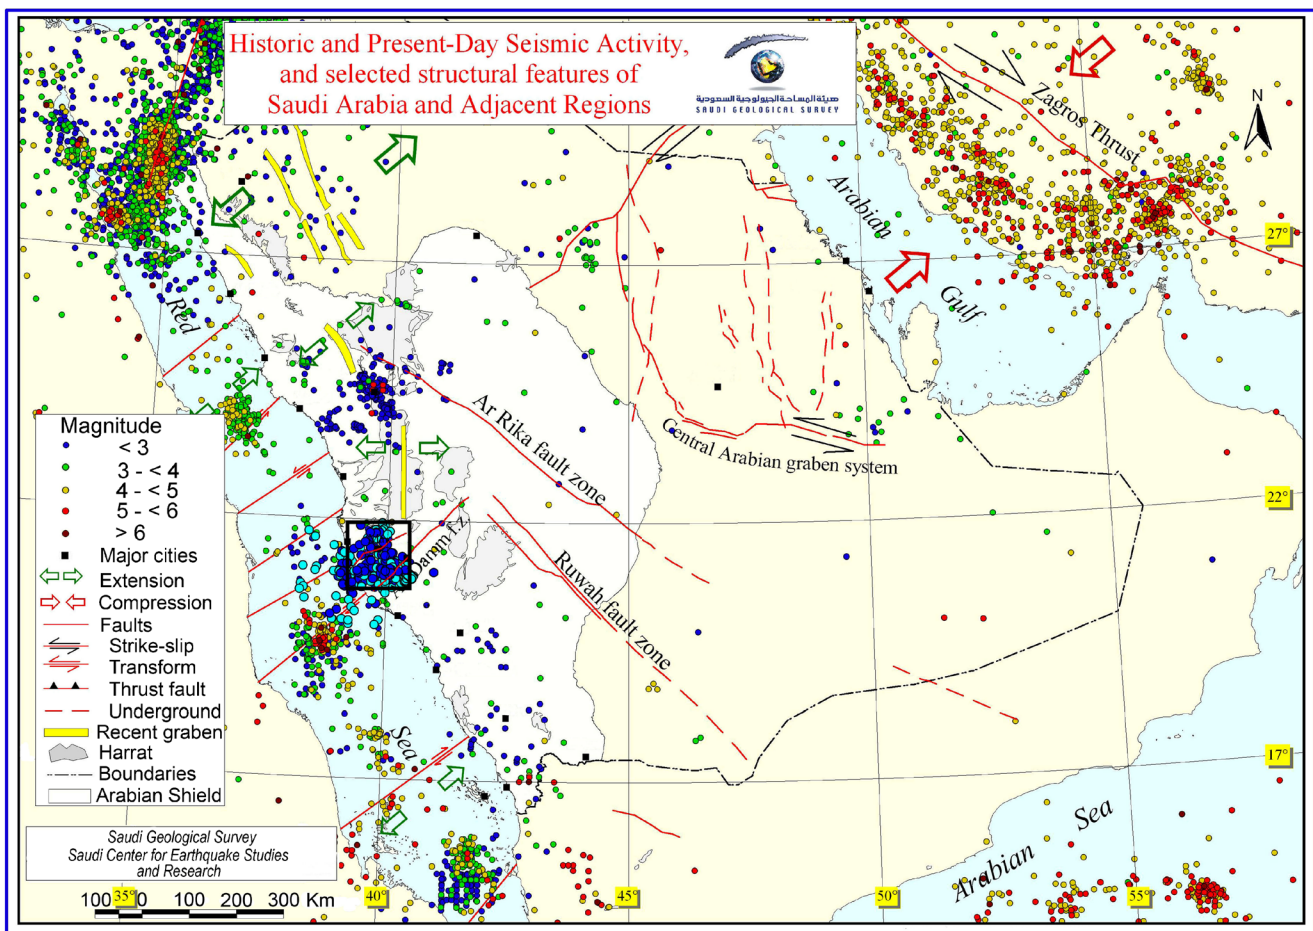 Historic and Present-Day Seismic Activity,
and selected structural features of
Saudi Arabia and Adjacent Regions
هيئة المساحة الجيولوجية السعودية
SAUDI GEOLOGICAL SURVEY
Zagros Thrust
N
Arabian
Gulf
27°
Red
Sea
Ar Rika fault zone
Central Arabian graben system
22°
Damm f.z
Ruwah fault zone
17°
Arabian
Sea
Magnitude
< 3
3 - < 4
4 - < 5
5 - < 6
> 6
Major cities
Extension
Compression
Faults
Strike-slip
Transform
Thrust fault
Underground
Recent graben
Harrat
Boundaries
Arabian Shield
Saudi Geological Survey
Saudi Center for Earthquake Studies
and Research
100 0 100 200 300 Km
35° 40° 45° 50° 55°